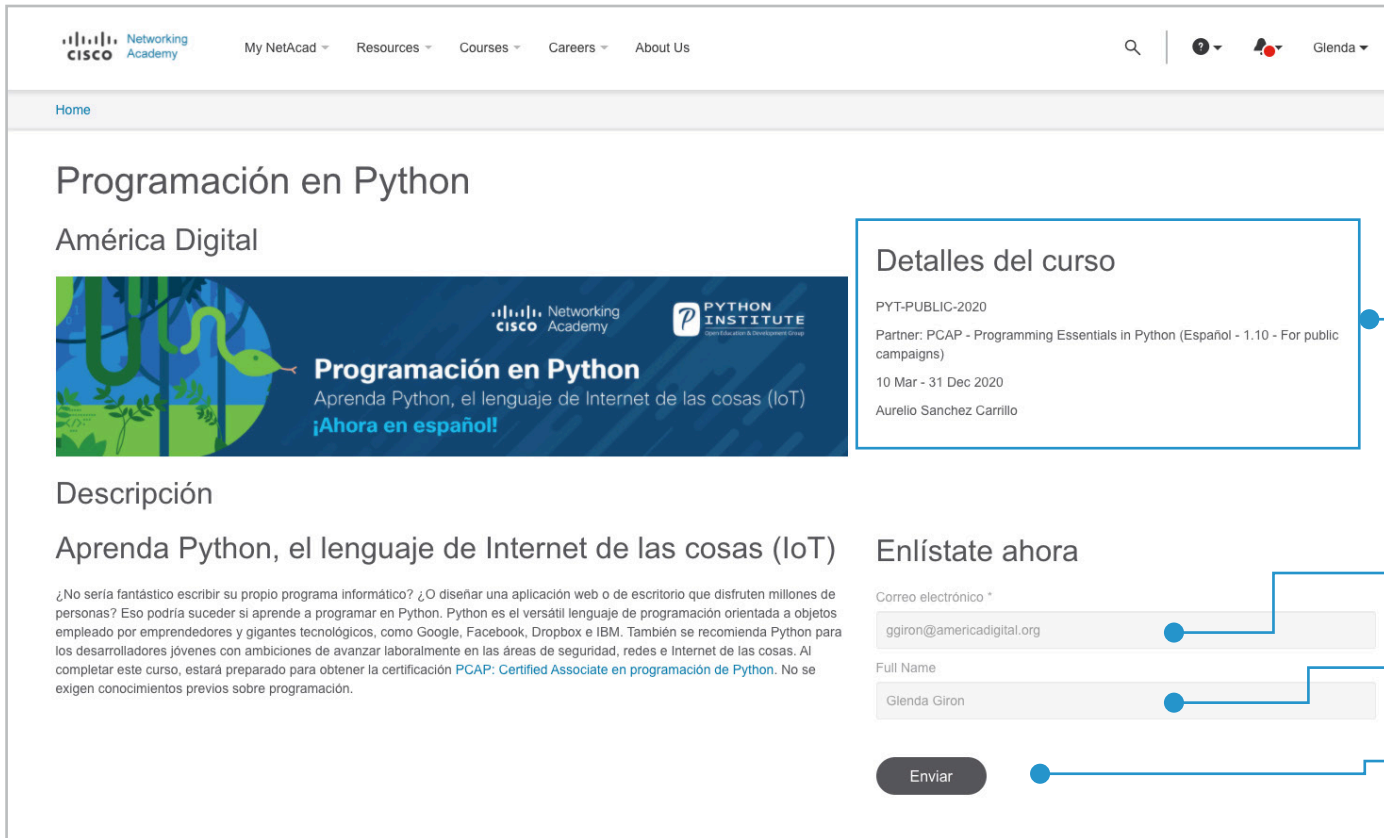 CISCO Networking Academy
My NetAcad Resources Courses Careers About Us ? Glenda
Home
Programación en Python
América Digital
CISCO Networking Academy
P PYTHON INSTITUTE
Open Education & Development Group
Programación en Python
Aprenda Python, el lenguaje de Internet de las cosas (IoT)
¡Ahora en español!
Detalles del curso
PYT-PUBLIC-2020
Partner: PCAP - Programming Essentials in Python (Español - 1.10 - For public
campaigns)
10 Mar - 31 Dec 2020
Aurelio Sanchez Carrillo
Descripción
Aprenda Python, el lenguaje de Internet de las cosas (IoT)
¿No sería fantástico escribir su propio programa informático? ¿O diseñar una aplicación web o de escritorio que disfruten millones de
personas? Eso podría suceder si aprende a programar en Python. Python es el versátil lenguaje de programación orientada a objetos
empleado por emprendedores y gigantes tecnológicos, como Google, Facebook, Dropbox e IBM. También se recomienda Python para
los desarrolladores jóvenes con ambiciones de avanzar laboralmente en las áreas de seguridad, redes e Internet de las cosas. Al
completar este curso, estará preparado para obtener la certificación PCAP: Certified Associate en programación de Python. No se
exigen conocimientos previos sobre programación.
Enlístate ahora
Correo electrónico *
ggiron@americadigital.org
Full Name
Glenda Giron
Enviar